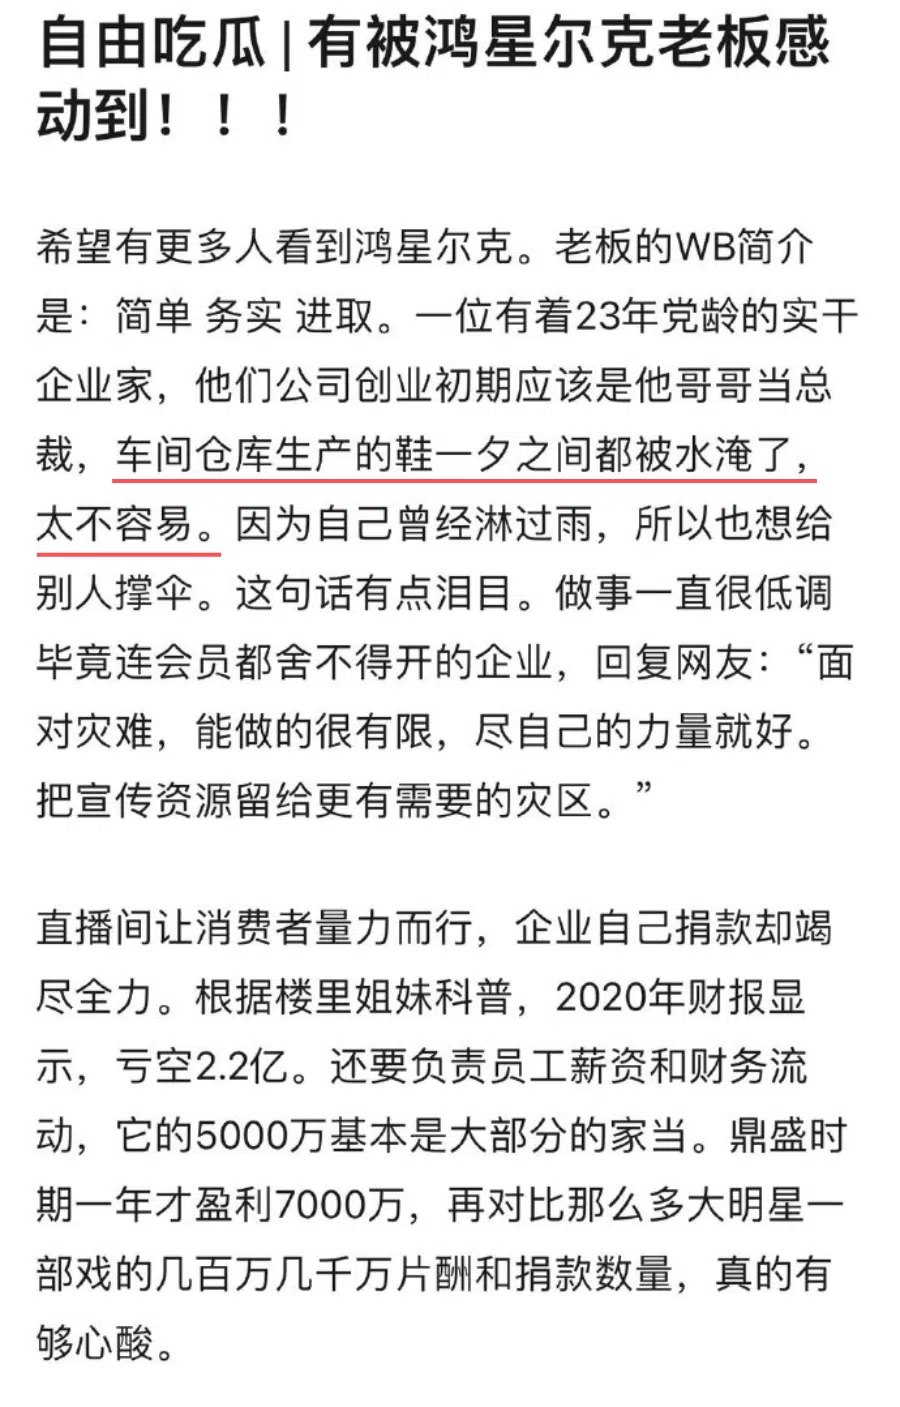 自由吃瓜 | 有被鸿星尔克老板感
动到！！！
希望有更多人看到鸿星尔克。老板的WB简介
是：简单 务实 进取。一位有着23年党龄的实干
企业家，他们公司创业初期应该是他哥哥当总
裁，车间仓库生产的鞋一夕之间都被水淹了，
太不容易。因为自己曾经淋过雨，所以也想给
别人撑伞。这句话有点泪目。做事一直很低调
毕竟连会员都舍不得开的企业，回复网友：“面
对灾难，能做的很有限，尽自己的力量就好。
把宣传资源留给更有需要的灾区。”
直播间让消费者量力而行，企业自己捐款却竭
尽全力。根据楼里姐妹科普，2020年财报显
示，亏空2.2亿。还要负责员工薪资和财务流
动，它的5000万基本是大部分的家当。鼎盛时
期一年才盈利7000万，再对比那么多大明星一
部戏的几百万几千万片酬和捐款数量，真的有
够心酸。